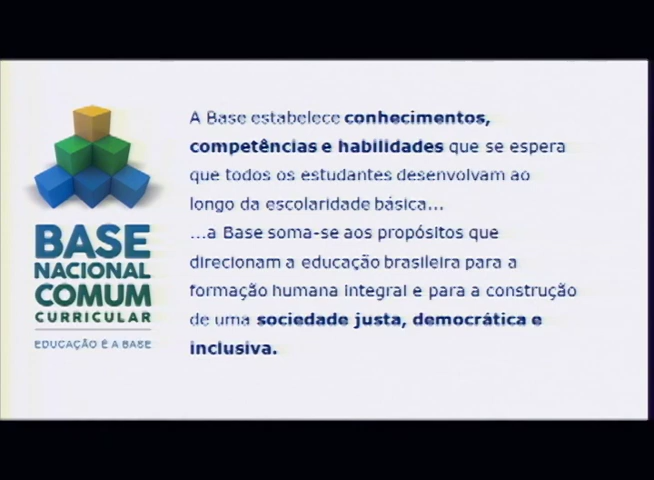 A Base estabelece conhecimentos,
competências e habilidades que se espera
que todos os estudantes desenvolvam ao
longo da escolaridade básica...
...a Base soma-se aos propósitos que
direcionam a educação brasileira para a
formação humana integral e para a construção
de uma sociedade justa, democrática e
inclusiva.
BASE
NACIONAL
COMUM
CURRICULAR
EDUCAÇÃO É A BASE